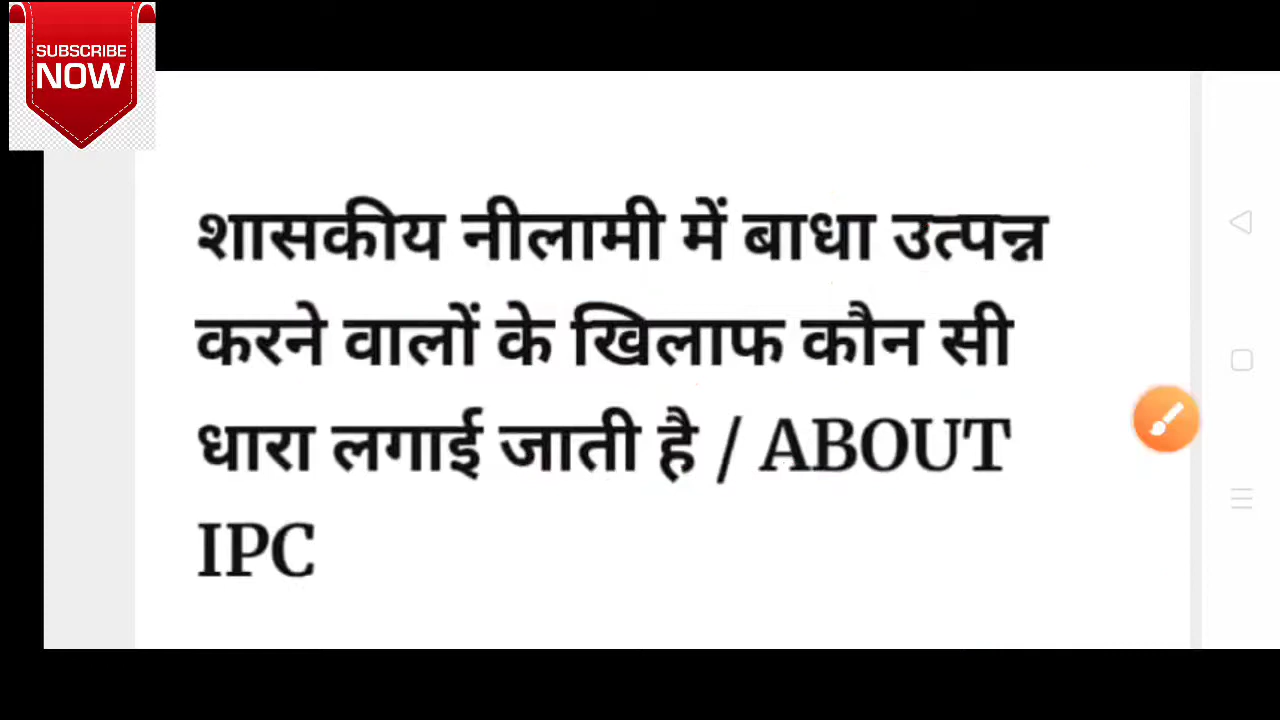 SUBSCRIBE
NOW
शासकीय नीलामी में बाधा उत्पन्न
करने वालों के खिलाफ कौन सी
धारा लगाई जाती है / ABOUT
IPC